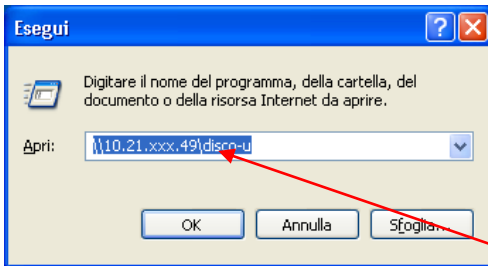 Esegui
Digitare il nome del programma, della cartella, del
documento o della risorsa Internet da aprire.
Apri: \\10.21.xxx.49\disco-u
OK Annulla Sfoglia...